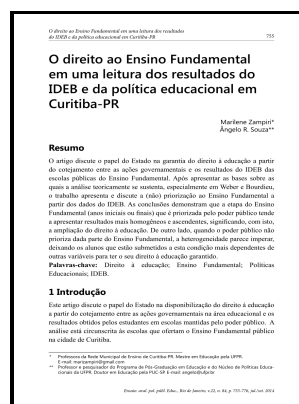 O direito ao Ensino Fundamental em uma leitura dos resultados
do IDEB e da política educacional em Curitiba-PR
755
O direito ao Ensino Fundamental
em uma leitura dos resultados do
IDEB e da política educacional em
Curitiba-PR
Marilene Zampiri*
Ângelo R. Souza**
Resumo
O artigo discute o papel do Estado na garantia do direito à educação a partir
do cotejamento entre as ações governamentais e os resultados do IDEB das
escolas públicas do Ensino Fundamental. Após apresentar as bases sobre as
quais a análise teoricamente se sustenta, especialmente em Weber e Bourdieu,
o trabalho apresenta e discute a (não) priorização ao Ensino Fundamental a
partir dos dados do IDEB. As conclusões demonstram que a etapa do Ensino
Fundamental (anos iniciais ou finais) que é priorizada pelo poder público tende
a apresentar resultados mais homogêneos e ascendentes, significando, com isto,
a ampliação do direito à educação. De outro lado, quando o poder público não
prioriza dada parte do Ensino Fundamental, a heterogeneidade parece imperar,
deixando os alunos que estão submetidos a esta condição mais dependentes de
outras variáveis para ter o seu direito à educação garantido.
Palavras-chave: Direito à educação; Ensino Fundamental; Políticas
Educacionais; IDEB.
1 Introdução
Este artigo discute o papel do Estado na disponibilização do direito à educação
a partir do cotejamento entre as ações governamentais na área educacional e os
resultados obtidos pelos estudantes em escolas mantidas pelo poder público. A
análise está circunscrita às escolas que ofertam o Ensino Fundamental público
na cidade de Curitiba.
* Professora da Rede Municipal de Ensino de Curitiba-PR. Mestre em Educação pela UFPR.
E-mail: marizampiri@gmail.com
** Professor e pesquisador do Programa de Pós-Graduação em Educação e do Núcleo de Políticas Educa-
cionais da UFPR. Doutor em Educação pela PUC-SP. E-mail: angelo@ufpr.br
Ensaio: aval. pol. públ. Educ., Rio de Janeiro, v.22, n. 84, p. 755-776, jul./set. 2014